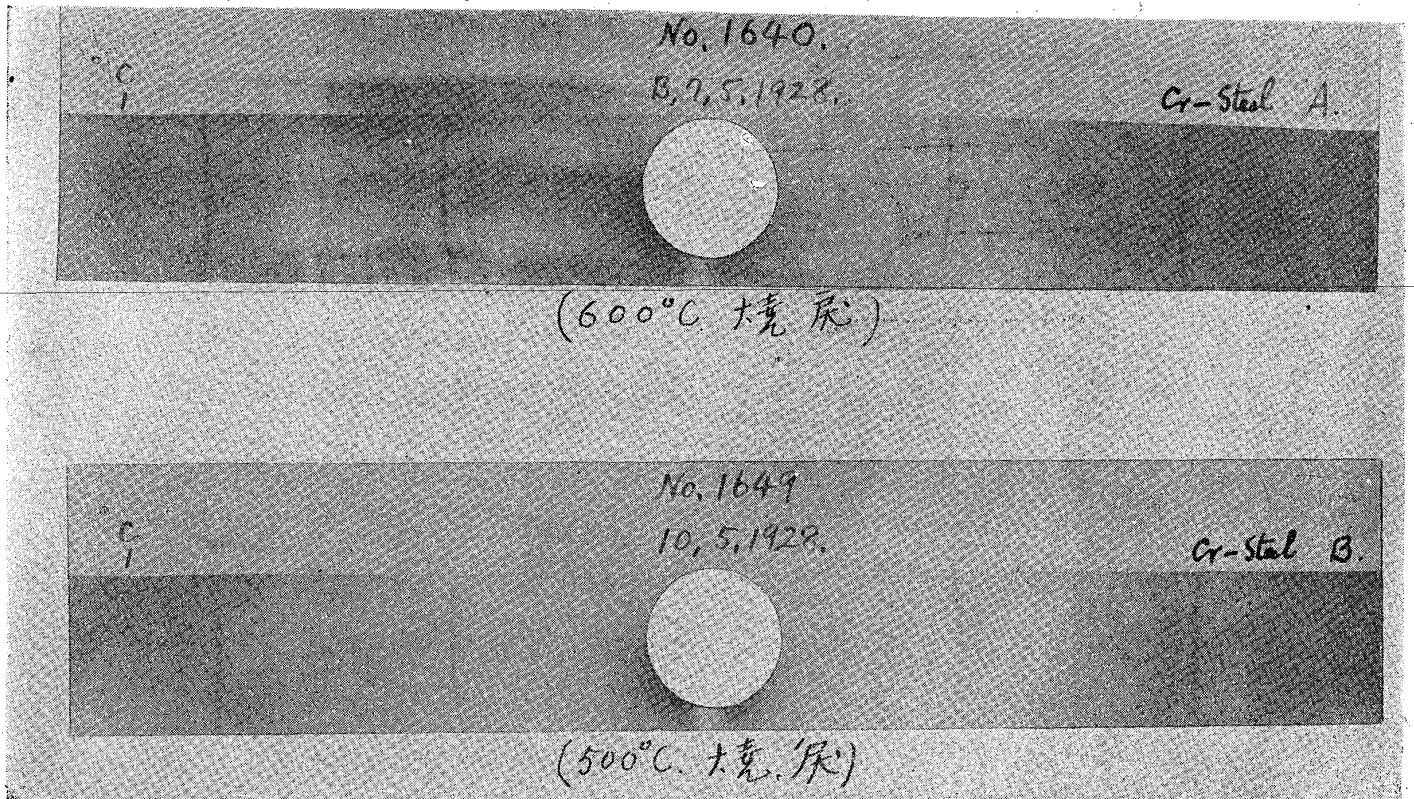 No. 1640.
B, 7, 5, 1928.
°C
1
Cr-Steel A.
(600°C 焼戻)
No. 1649
10, 5, 1928.
°C
1
Cr-Steel B.
(500°C. 焼戻)